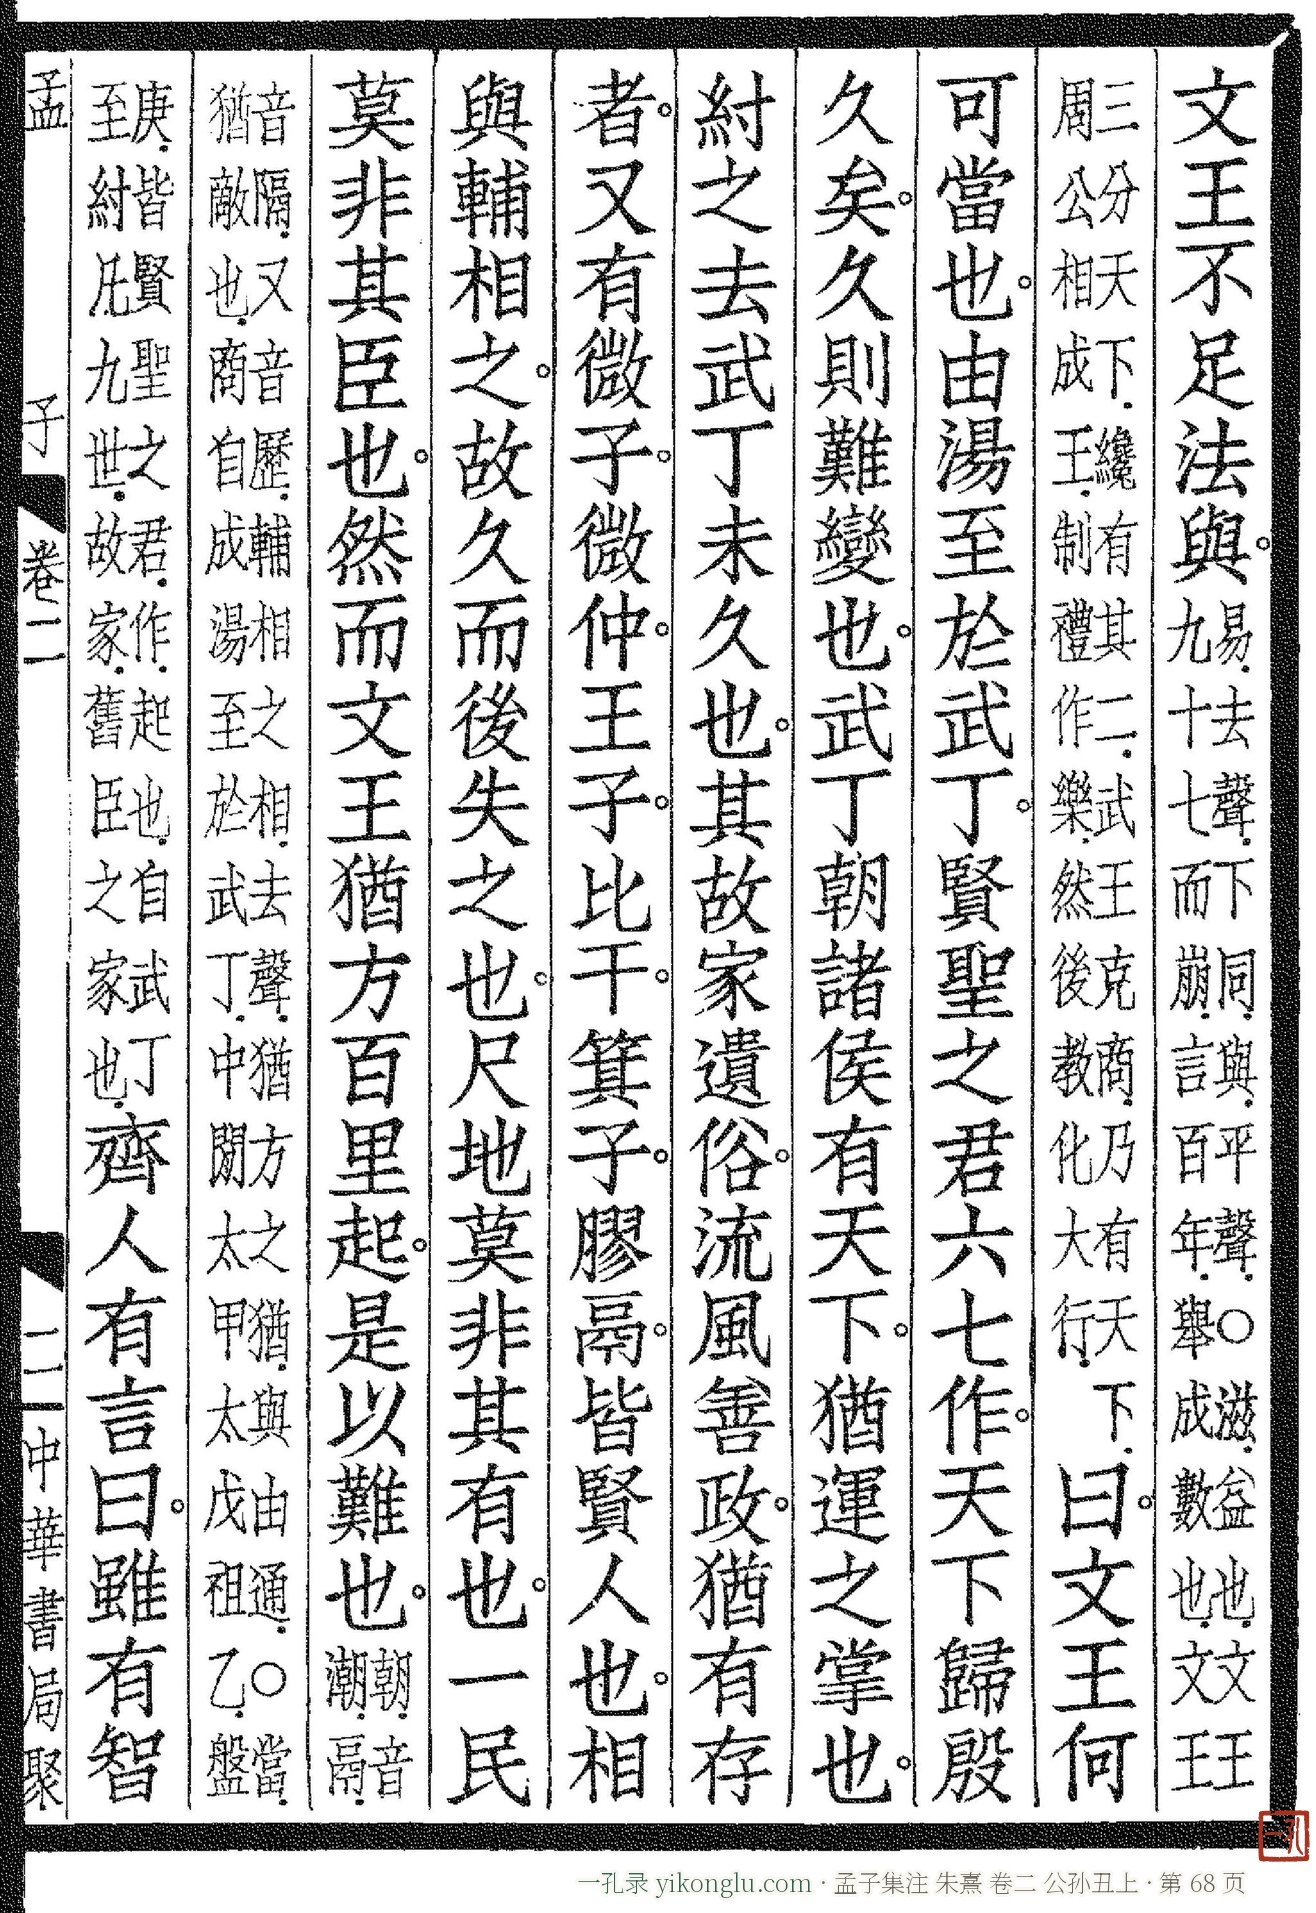 文王不足法與。易。去聲。下同。與。平聲。○滋。益也。文王九十七而崩。言百年。舉成數也。文王
三分天下。纔有其二。武王克商。乃有天下。周公相成王。制禮作樂。然後教化大行。曰。文王何
可當也。由湯至於武丁。賢聖之君六七作。天下歸殷
久矣。久則難變也。武丁朝諸侯有天下。猶運之掌也。
紂之去武丁未久也。其故家遺俗。流風善政。猶有存
者。又有微子。微仲。王子。比干。箕子。膠鬲。皆賢人也。相
與輔相之。故久而後失之也。尺地莫非其有也。一民
莫非其臣也。然而文王猶方百里起。是以難也。朝。音潮。鬲。
音隔。又音歷。輔相之相。去聲。猶方之猶。與由通。○當。猶敵也。商自成湯至於武丁。中閒太甲太戊祖乙。盤
庚。皆賢聖之君。作。起也。自武丁至紂凡九世。故家。舊臣之家也。齊人有言曰。雖有智
孟子 卷二 二 中華書局聚
一孔录 yikonglu.com · 孟子集注 朱熹 卷二 公孙丑上 · 第 68 页